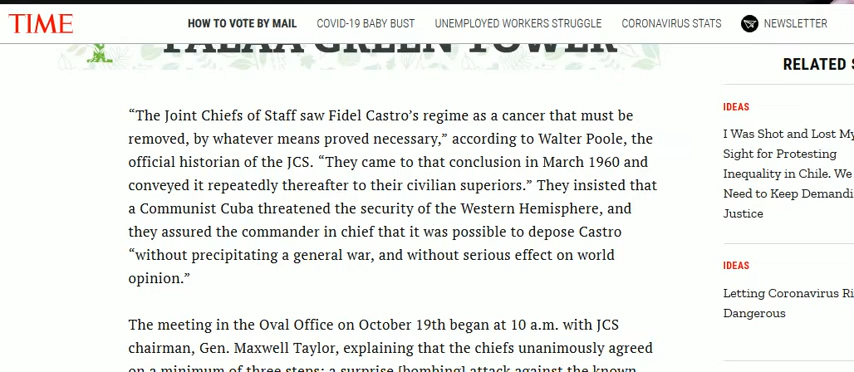 TIME
HOW TO VOTE BY MAIL COVID-19 BABY BUST UNEMPLOYED WORKERS STRUGGLE CORONAVIRUS STATS NEWSLETTER
GREEN TOWER
“The Joint Chiefs of Staff saw Fidel Castro’s regime as a cancer that must be
removed, by whatever means proved necessary,” according to Walter Poole, the
official historian of the JCS. “They came to that conclusion in March 1960 and
conveyed it repeatedly thereafter to their civilian superiors.” They insisted that
a Communist Cuba threatened the security of the Western Hemisphere, and
they assured the commander in chief that it was possible to depose Castro
“without precipitating a general war, and without serious effect on world
opinion.”
The meeting in the Oval Office on October 19th began at 10 a.m. with JCS
chairman, Gen. Maxwell Taylor, explaining that the chiefs unanimously agreed
on a minimum of three steps: a surprise [bombing] attack against the known
RELATED S
IDEAS
I Was Shot and Lost My
Sight for Protesting
Inequality in Chile. We
Need to Keep Demandi
Justice
IDEAS
Letting Coronavirus Ri
Dangerous